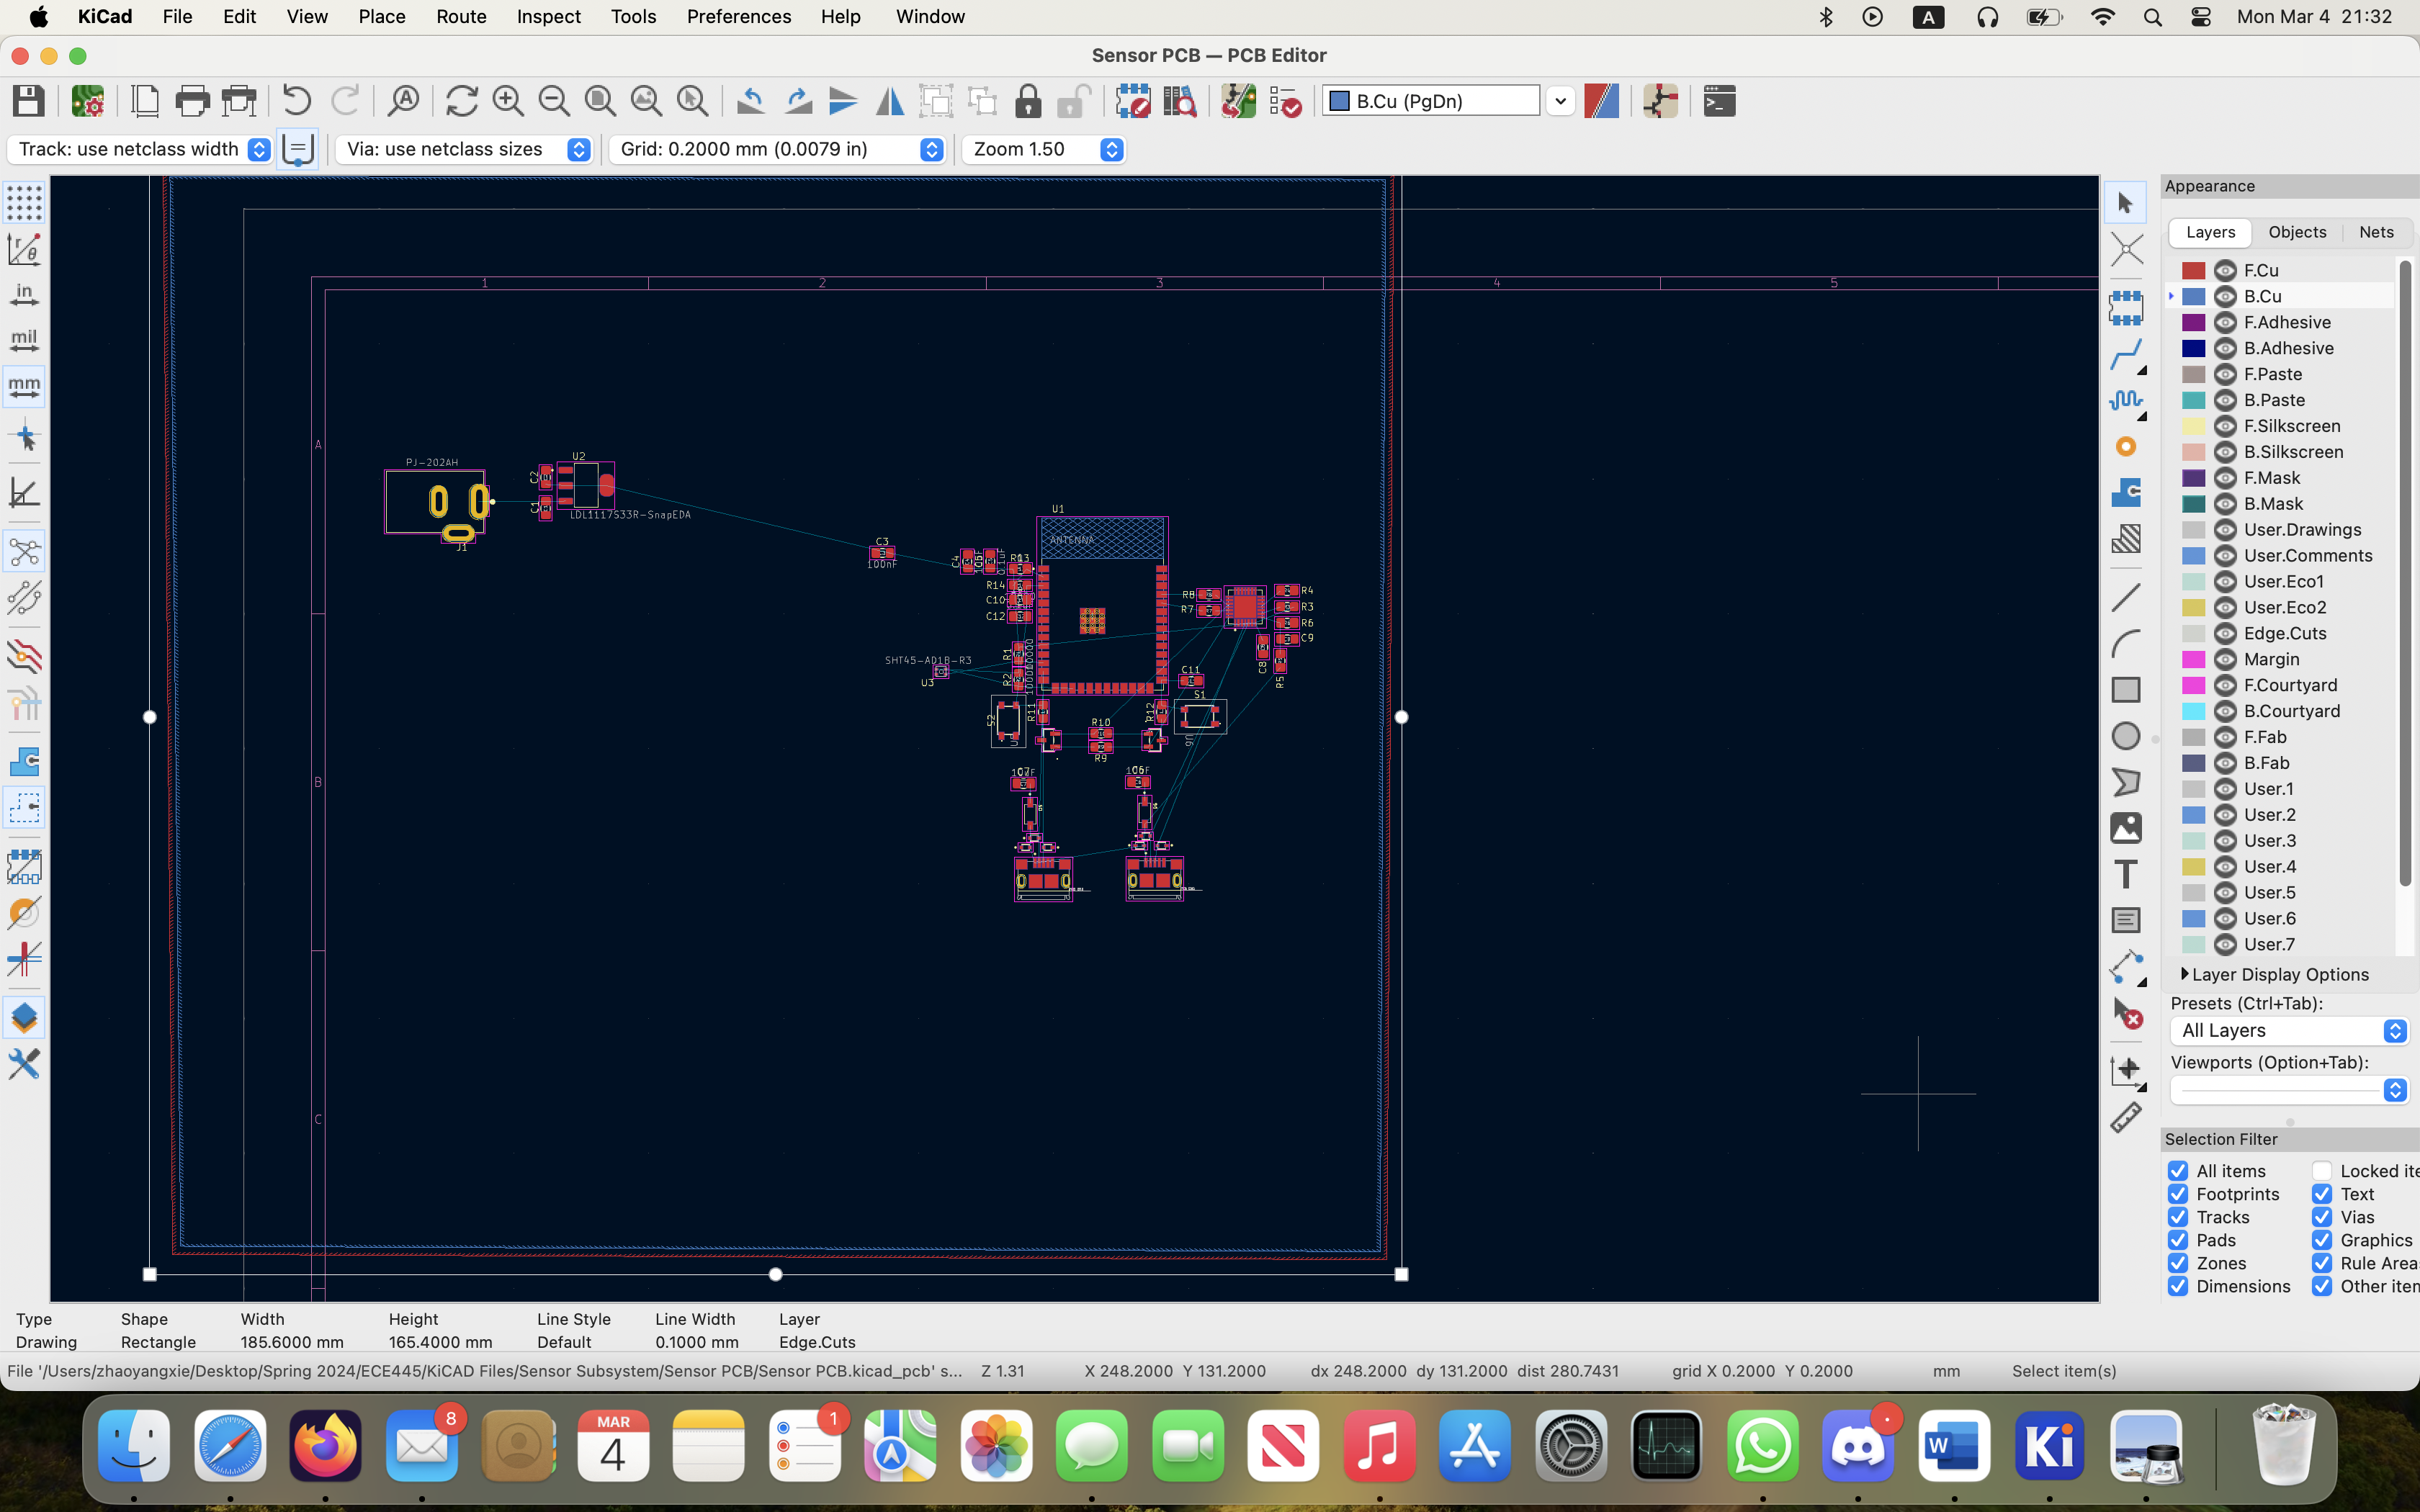 KiCad File Edit View Place Route Inspect Tools Preferences Help Window A Mon Mar 4 21:32
Sensor PCB — PCB Editor
B.Cu (PgDn)
Track: use netclass width Via: use netclass sizes Grid: 0.2000 mm (0.0079 in) Zoom 1.50
in
mil
mm
1 2 3 4 5
A
B
C
PJ-202AH
J1
C2
C1
U2
LDL1117S33R-SnapEDA
C3
100nF
C4
U1
ANTENNA
R13
R14
C10
C12
R1
R2
SHT45-AD1B-R3
U3
R8
R7
R4
R3
R6
C9
C8
R5
C11
S1
S2
R11
R12
R10
R9
Appearance
Layers Objects Nets
F.Cu
B.Cu
F.Adhesive
B.Adhesive
F.Paste
B.Paste
F.Silkscreen
B.Silkscreen
F.Mask
B.Mask
User.Drawings
User.Comments
User.Eco1
User.Eco2
Edge.Cuts
Margin
F.Courtyard
B.Courtyard
F.Fab
B.Fab
User.1
User.2
User.3
User.4
User.5
User.6
User.7
Layer Display Options
Presets (Ctrl+Tab):
All Layers
Viewports (Option+Tab):
Selection Filter
All items Locked ite
Footprints Text
Tracks Vias
Pads Graphics
Zones Rule Area
Dimensions Other item
Type Shape Width Height Line Style Line Width Layer
Drawing Rectangle 185.6000 mm 165.4000 mm Default 0.1000 mm Edge.Cuts
File '/Users/zhaoyangxie/Desktop/Spring 2024/ECE445/KiCAD Files/Sensor Subsystem/Sensor PCB/Sensor PCB.kicad_pcb' s... Z 1.31 X 248.2000 Y 131.2000 dx 248.2000 dy 131.2000 dist 280.7431 grid X 0.2000 Y 0.2000 mm Select item(s)
8
MAR
4
1
W
Ki